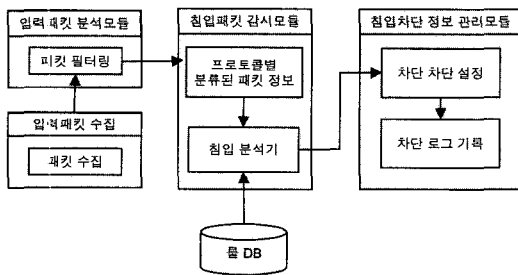 입력 패킷 분석모듈
피킷 필터링
입력패킷 수집
패킷 수집
침입패킷 감시모듈
프로토콜별
분류된 패킷 정보
침입 분석기
룰 DB
침입차단 정보 관리모듈
차단 차단 설정
차단 로그 기록